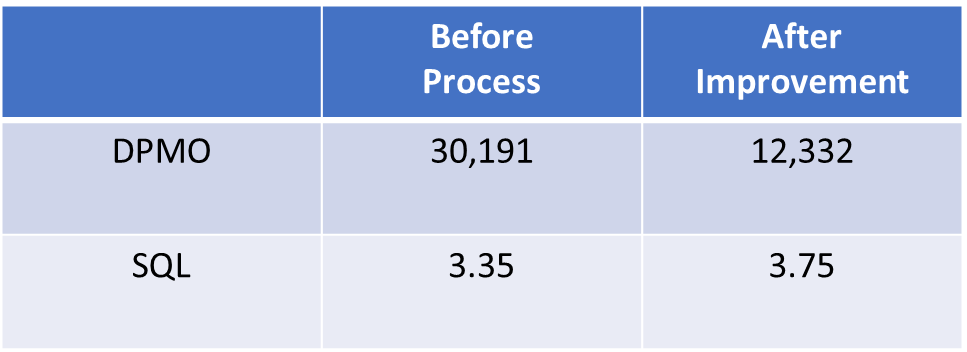 Before
Process
After
Improvement
DPMO 30,191 12,332
SQL 3.35 3.75